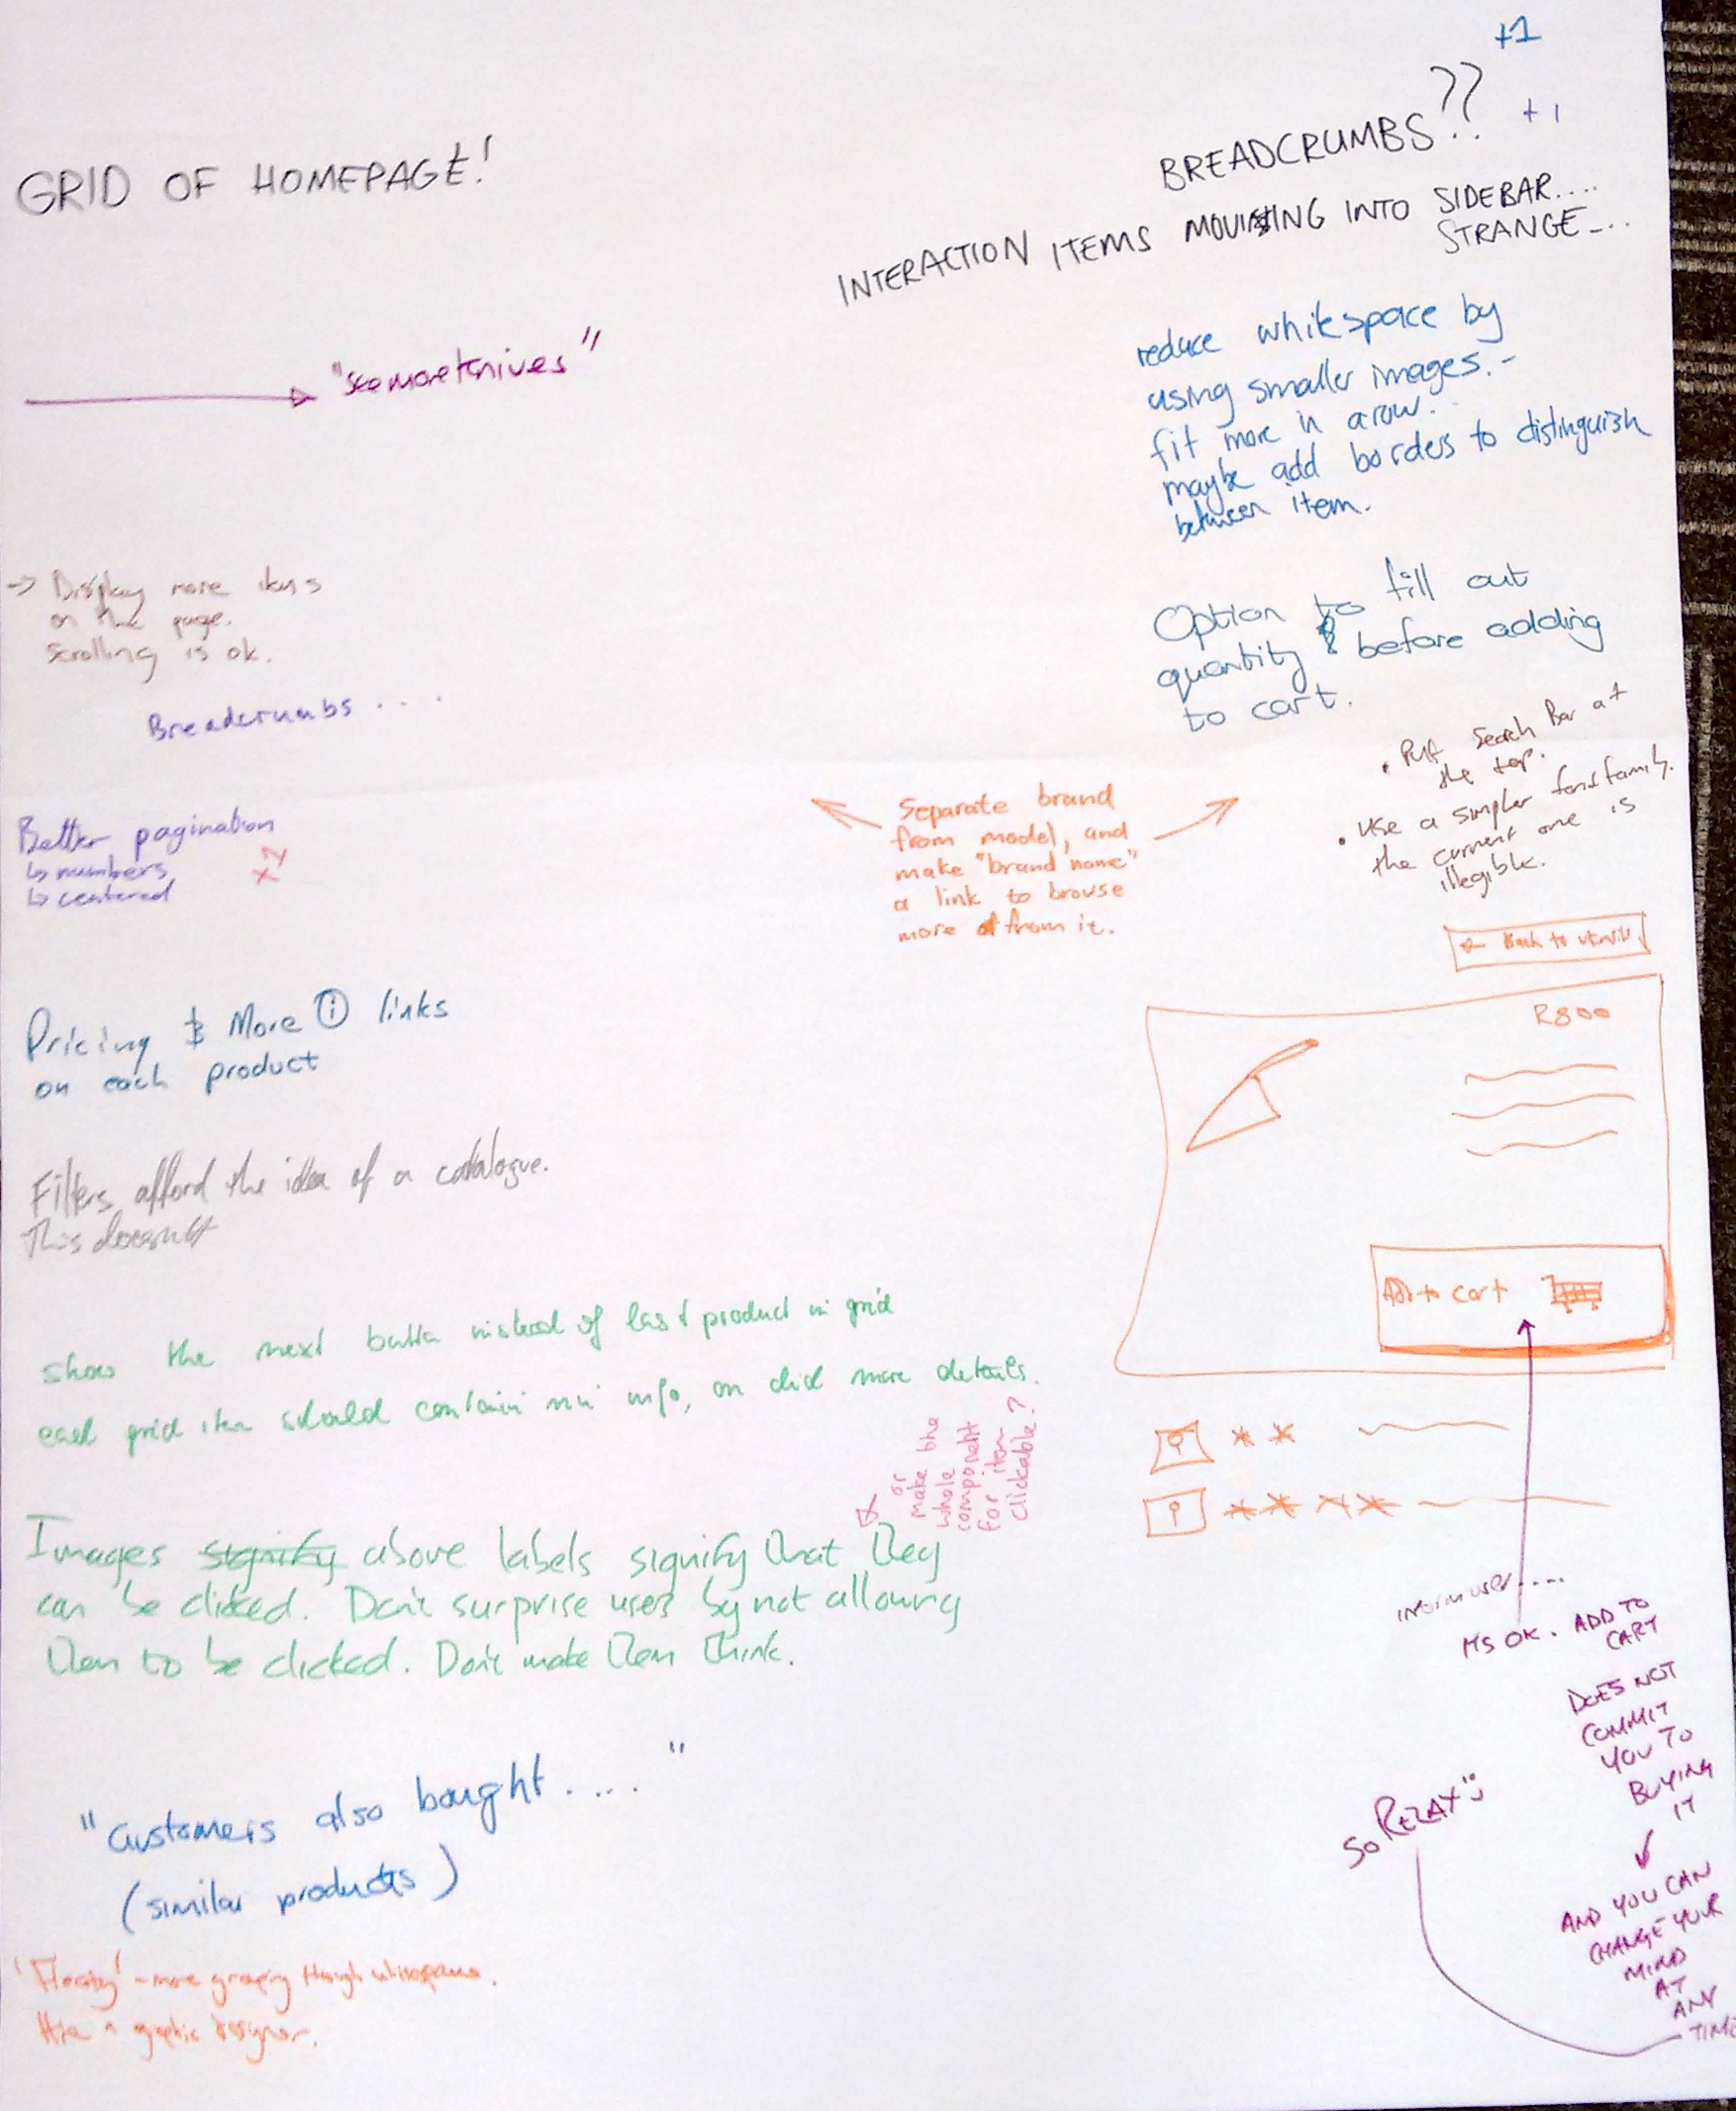 +1
+1
BREADCRUMBS??
GRID OF HOMEPAGE!
INTERACTION ITEMS MOVING INTO SIDEBAR....
STRANGE...
"see more knives"
reduce whitespace by
using smaller images. -
fit more in a row.
maybe add borders to distinguish
between item.
-> Display more items
on the page.
Scrolling is ok.
Breadcrumbs . . . .
Option to fill out
quantity before adding
to cart.
• Put Search Bar at
the top.
• Use a simpler font family.
the current one is
illegible.
Better pagination
↳ numbers
↳ centered
Separate brand
from model, and
make "brand name"
a link to browse
more from it.
← Back to utensils
R800
Add to cart
Pricing & More ⓘ links
on each product
Filters afford the idea of a catalogue.
This doesn't
show the next button instead of last product in grid
each grid item should contain min info, on click more details.
or
make the
whole
component
for item
clickable?
Images signify above labels signify that they
can be clicked. Don't surprise users by not allowing
them to be clicked. Don't make them think.
inform user.....
IT'S OK. ADD TO
CART
DOES NOT
COMMIT
YOU TO
BUYING
IT
AND YOU CAN
CHANGE YOUR
MIND
AT
ANY
TIME
SO RELAX
"Customers also bought...."
(similar products)
- more grouping through whitespace.
Hire a graphic designer.